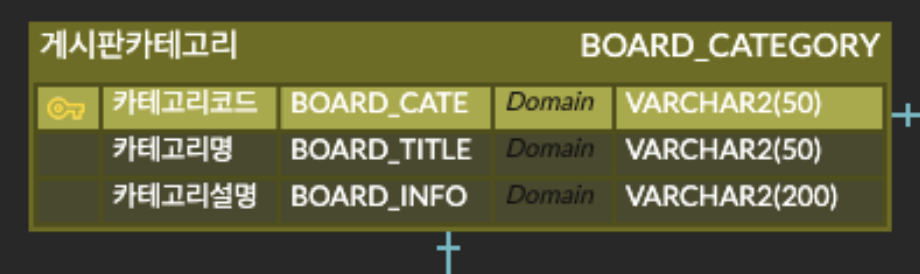 게시판카테고리 BOARD_CATEGORY
카테고리코드 BOARD_CATE Domain VARCHAR2(50)
카테고리명 BOARD_TITLE Domain VARCHAR2(50)
카테고리설명 BOARD_INFO Domain VARCHAR2(200)